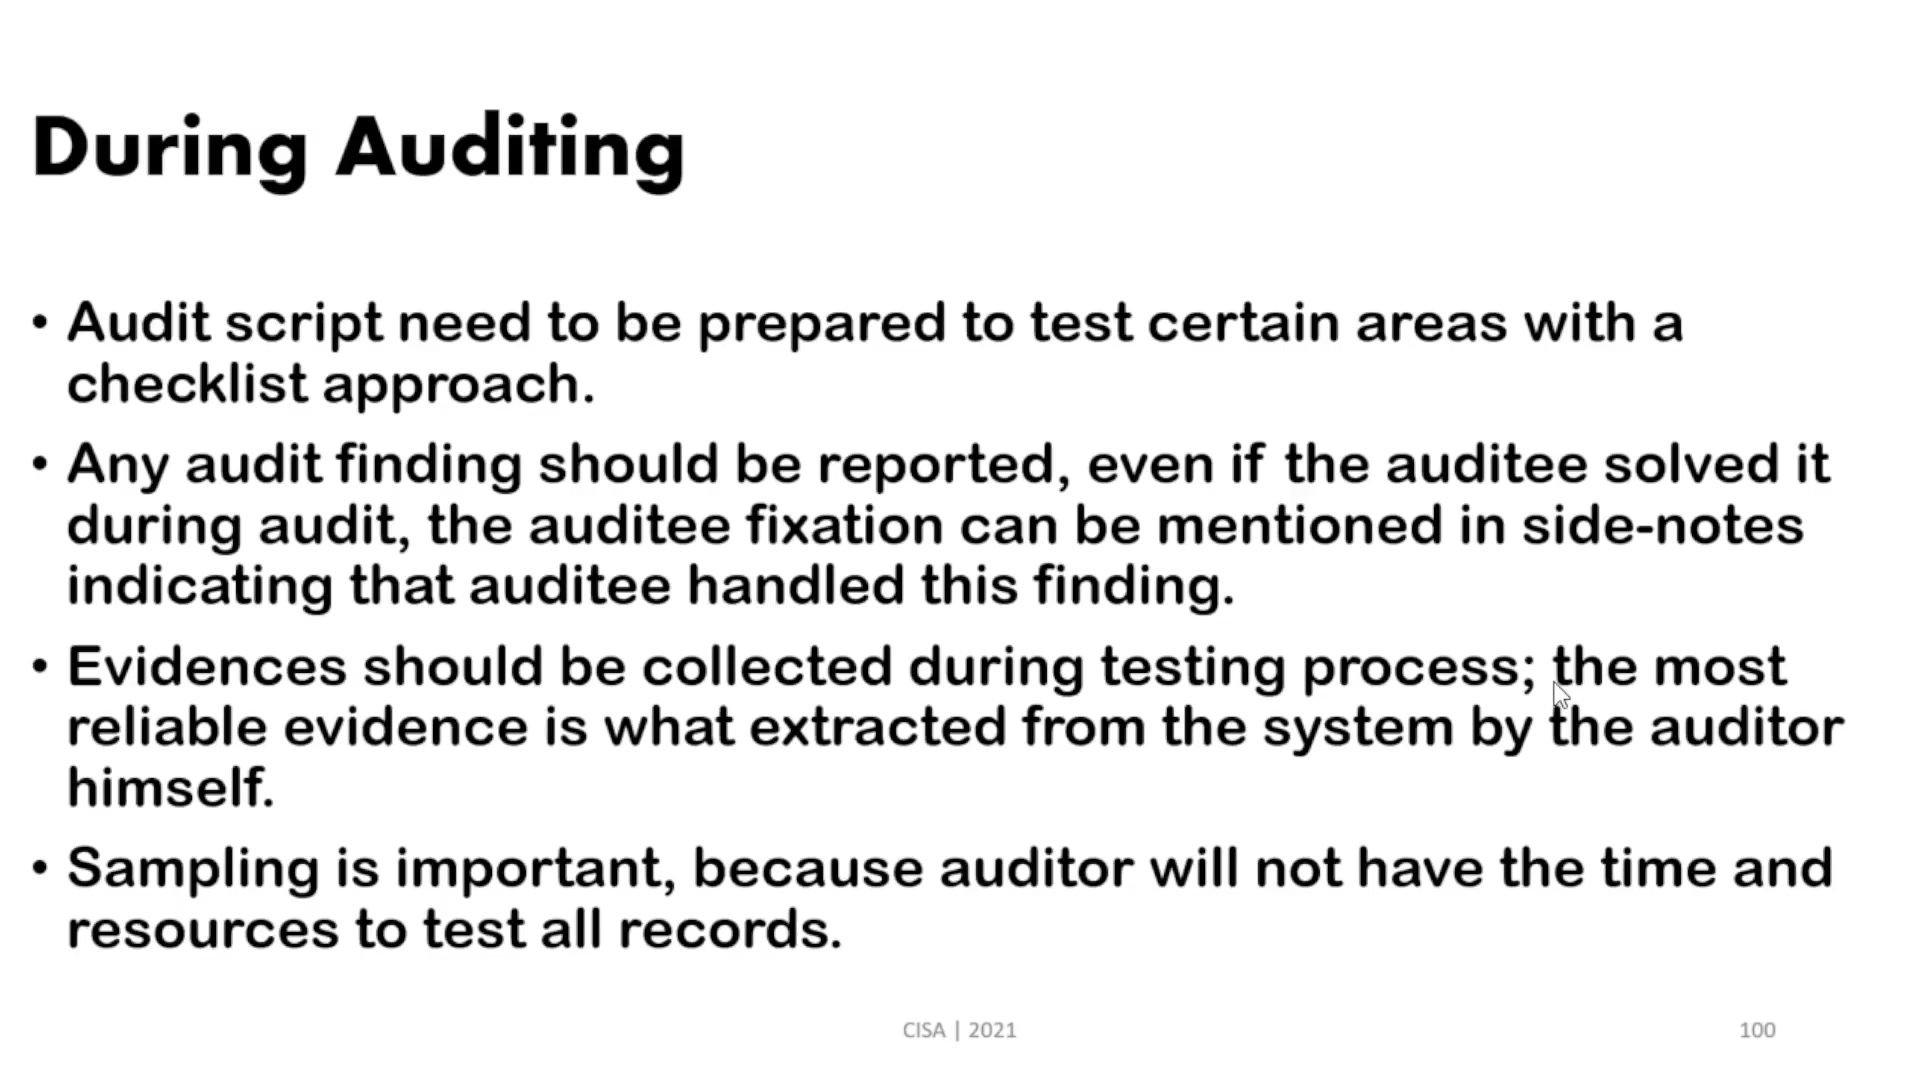 During Auditing
• Audit script need to be prepared to test certain areas with a
checklist approach.
• Any audit finding should be reported, even if the auditee solved it
during audit, the auditee fixation can be mentioned in side-notes
indicating that auditee handled this finding.
• Evidences should be collected during testing process; the most
reliable evidence is what extracted from the system by the auditor
himself.
• Sampling is important, because auditor will not have the time and
resources to test all records.
CISA | 2021
100